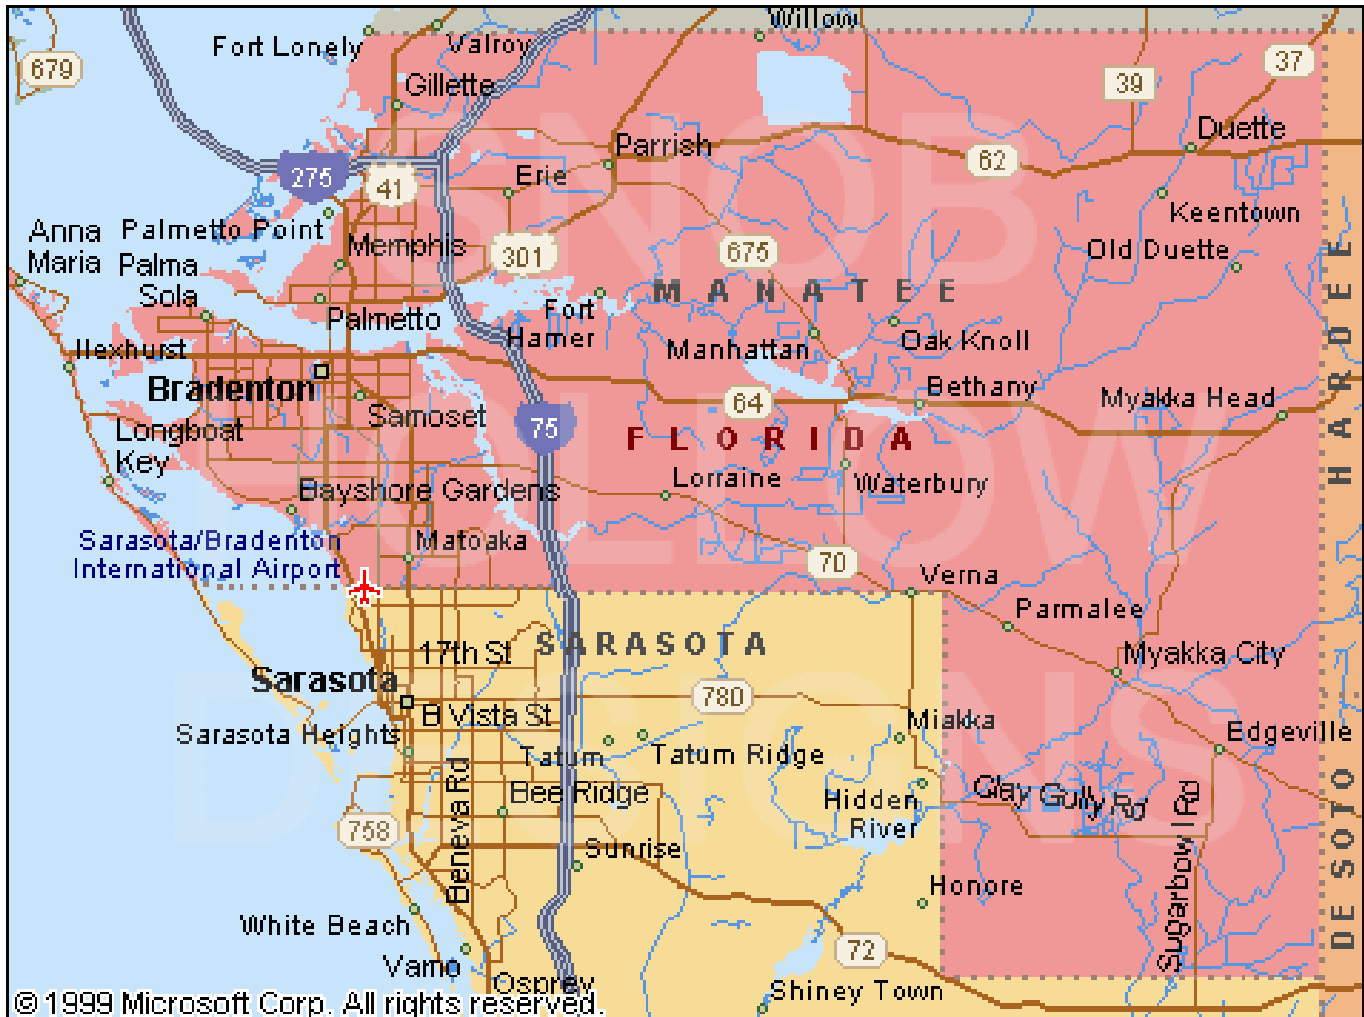 Willow
Fort Lonely
Valroy
679
37
39
Gillette
Duette
Parrish
62
275
41
Erie
Keentown
Anna
Maria
Palmetto Point
Memphis
301
675
Old Duette
Palma
Sola
MANATEE
HARDEE
Fort
Hamer
Palmetto
Manhattan
Oak Knoll
Ilexhurst
Bradenton
64
Bethany
Myakka Head
Samoset
75
FLORIDA
Longboat
Key
Lorraine
Waterbury
Bayshore Gardens
Sarasota/Bradenton
International Airport
Matoaka
70
Verna
Parmalee
17th St
SARASOTA
Myakka City
Sarasota
780
B Vista St
Miakka
Sarasota Heights
Tatum
Tatum Ridge
Edgeville
Beneva Rd
Bee Ridge
Hidden
River
Clay Gully Rd
758
Sunrise
Sugarbowl Rd
DESOTO
Honore
White Beach
72
Vamo
Osprey
Shiney Town
© 1999 Microsoft Corp. All rights reserved.
SNOB
HOLLOW
DESIGNS